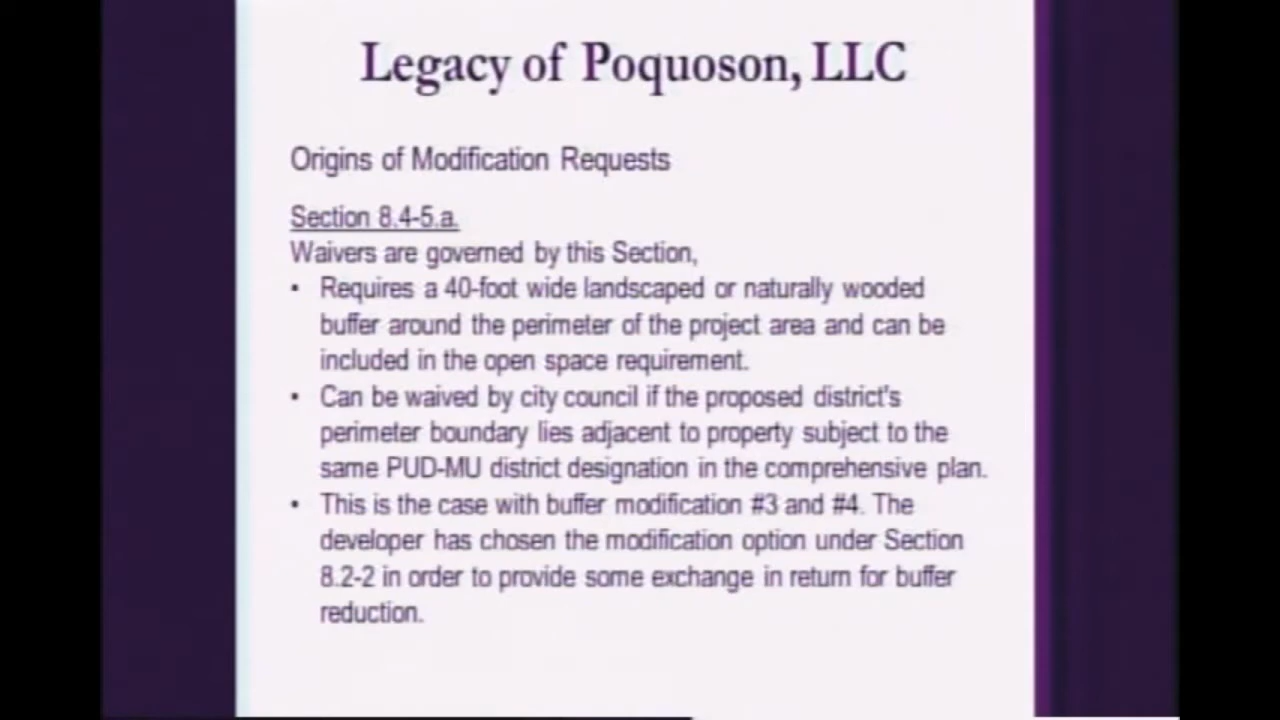 Legacy of Poquoson, LLC
Origins of Modification Requests
Section 8.4-5.a.
Waivers are governed by this Section,
• Requires a 40-foot wide landscaped or naturally wooded
buffer around the perimeter of the project area and can be
included in the open space requirement.
• Can be waived by city council if the proposed district's
perimeter boundary lies adjacent to property subject to the
same PUD-MU district designation in the comprehensive plan.
• This is the case with buffer modification #3 and #4. The
developer has chosen the modification option under Section
8.2-2 in order to provide some exchange in return for buffer
reduction.